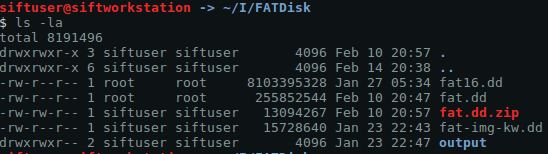 siftuser@siftworkstation -> ~/I/FATDisk
$ ls -la
total 8191496
drwxrwxr-x 3 siftuser siftuser 4096 Feb 10 20:57 .
drwxrwxr-x 6 siftuser siftuser 4096 Feb 14 20:38 ..
-rw-r--r-- 1 root root 8103395328 Jan 27 05:34 fat16.dd
-rw-r--r-- 1 root root 255852544 Feb 10 20:47 fat.dd
-rw-rw-r-- 1 siftuser siftuser 13094267 Feb 10 20:57 fat.dd.zip
-rw-r--r-- 1 siftuser siftuser 15728640 Jan 23 22:43 fat-img-kw.dd
drwxrwxr-- 2 siftuser siftuser 4096 Jan 23 22:47 output
siftuser@siftworkstation -> ~/I/FATDisk